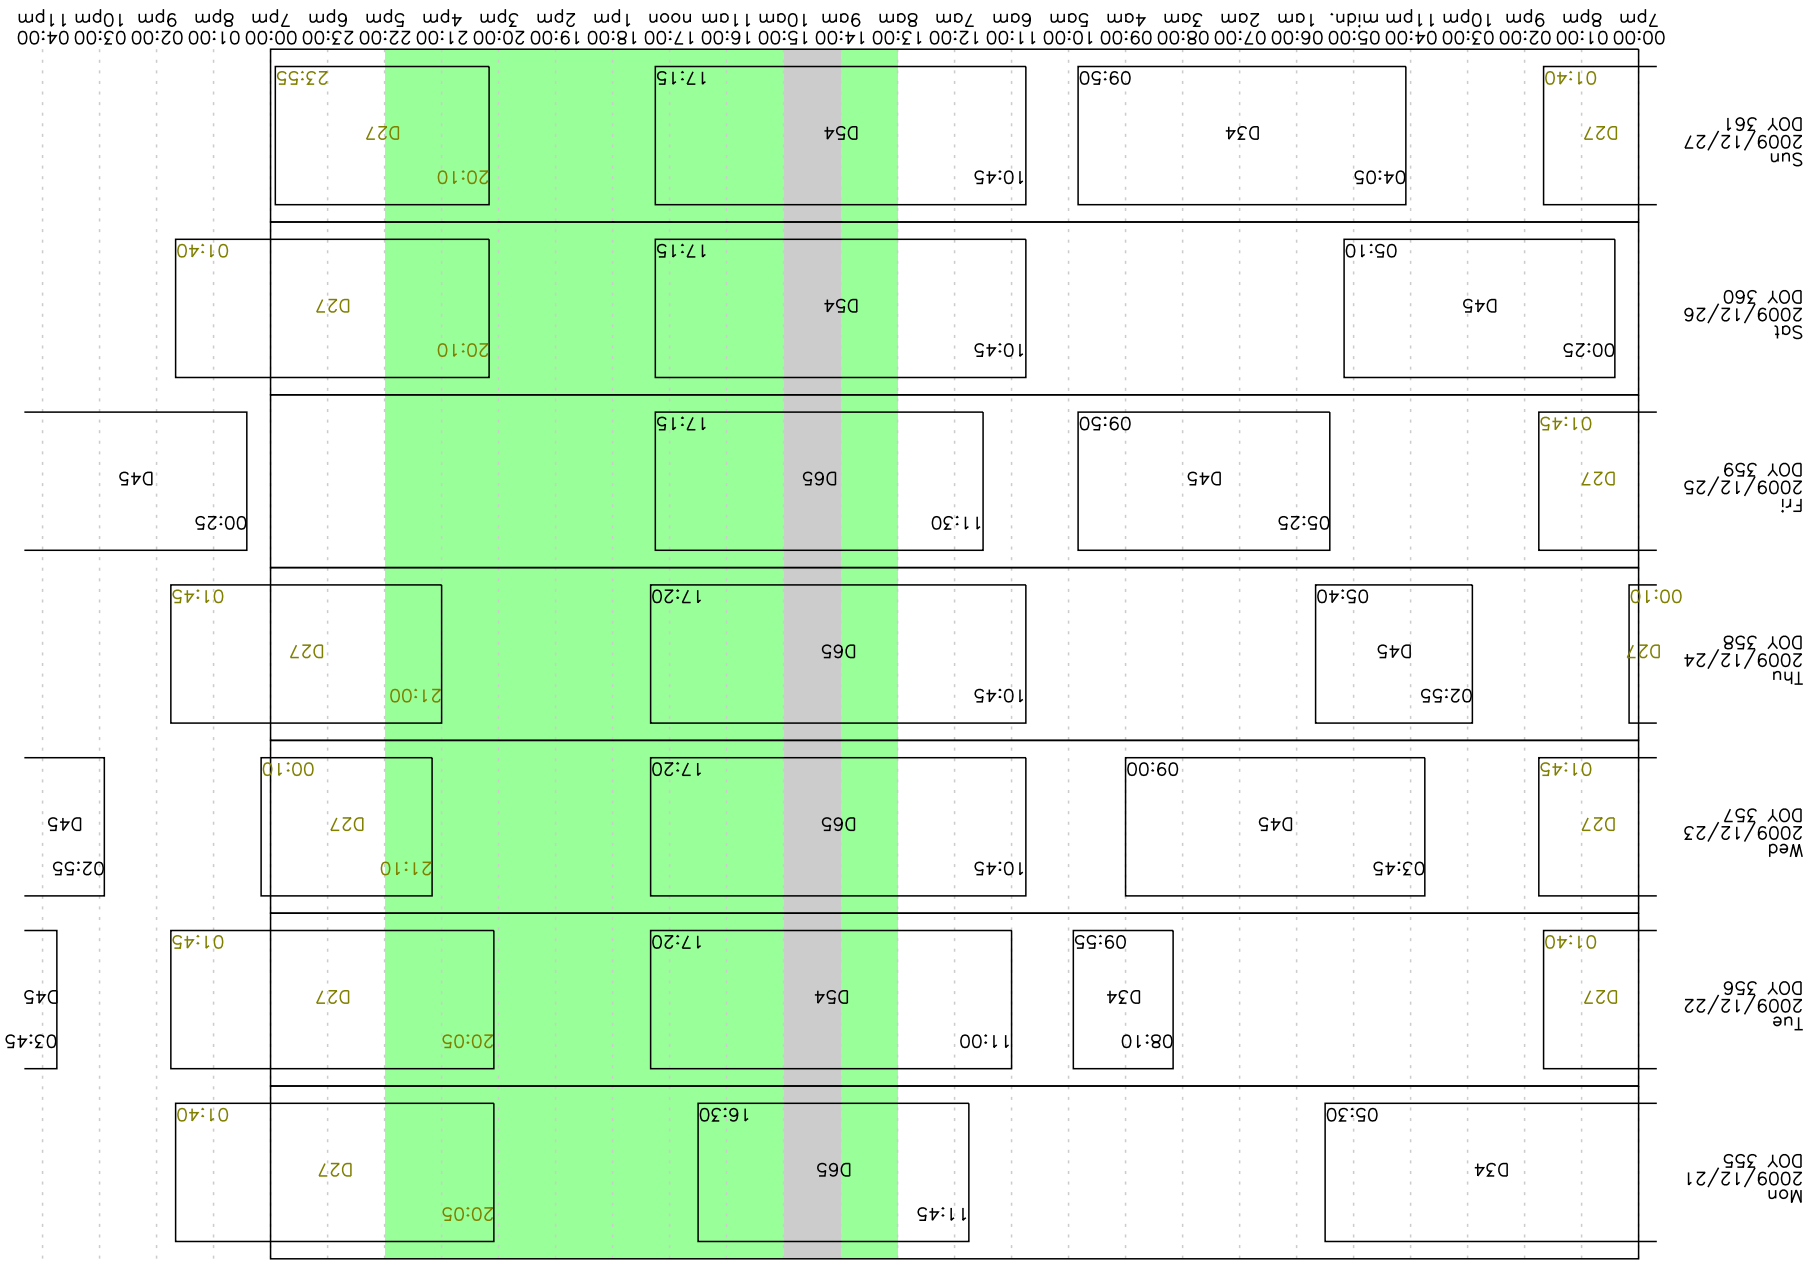 Mon
2009/12/21
DOY 355
D34
05:30
11:45
D65
16:30
20:05
D27
01:40
Tue
2009/12/22
DOY 356
D27
01:40
08:10
D34
09:55
11:00
D54
17:20
20:05
D27
01:45
03:45
D45
Wed
2009/12/23
DOY 357
D27
01:45
03:45
D45
09:00
10:45
D65
17:20
21:10
D27
00:10
02:55
D45
Thu
2009/12/24
DOY 358
D27
00:10
02:55
D45
05:40
10:45
D65
17:20
21:00
D27
01:45
Fri
2009/12/25
DOY 359
D27
01:45
05:25
D45
09:50
11:30
D65
17:15
00:25
D45
Sat
2009/12/26
DOY 360
00:25
D45
05:10
10:45
D54
17:15
20:10
D27
01:40
Sun
2009/12/27
DOY 361
D27
01:40
04:05
D34
09:50
10:45
D54
17:15
20:10
D27
23:55
00:00 01:00 02:00 03:00 04:00 05:00 06:00 07:00 08:00 09:00 10:00 11:00 12:00 13:00 14:00 15:00 16:00 17:00 18:00 19:00 20:00 21:00 22:00 23:00 00:00 01:00 02:00 03:00 04:00
7pm 8pm 9pm 10pm 11pm midn. 1am 2am 3am 4am 5am 6am 7am 8am 9am 10am 11am noon 1pm 2pm 3pm 4pm 5pm 6pm 7pm 8pm 9pm 10pm 11pm